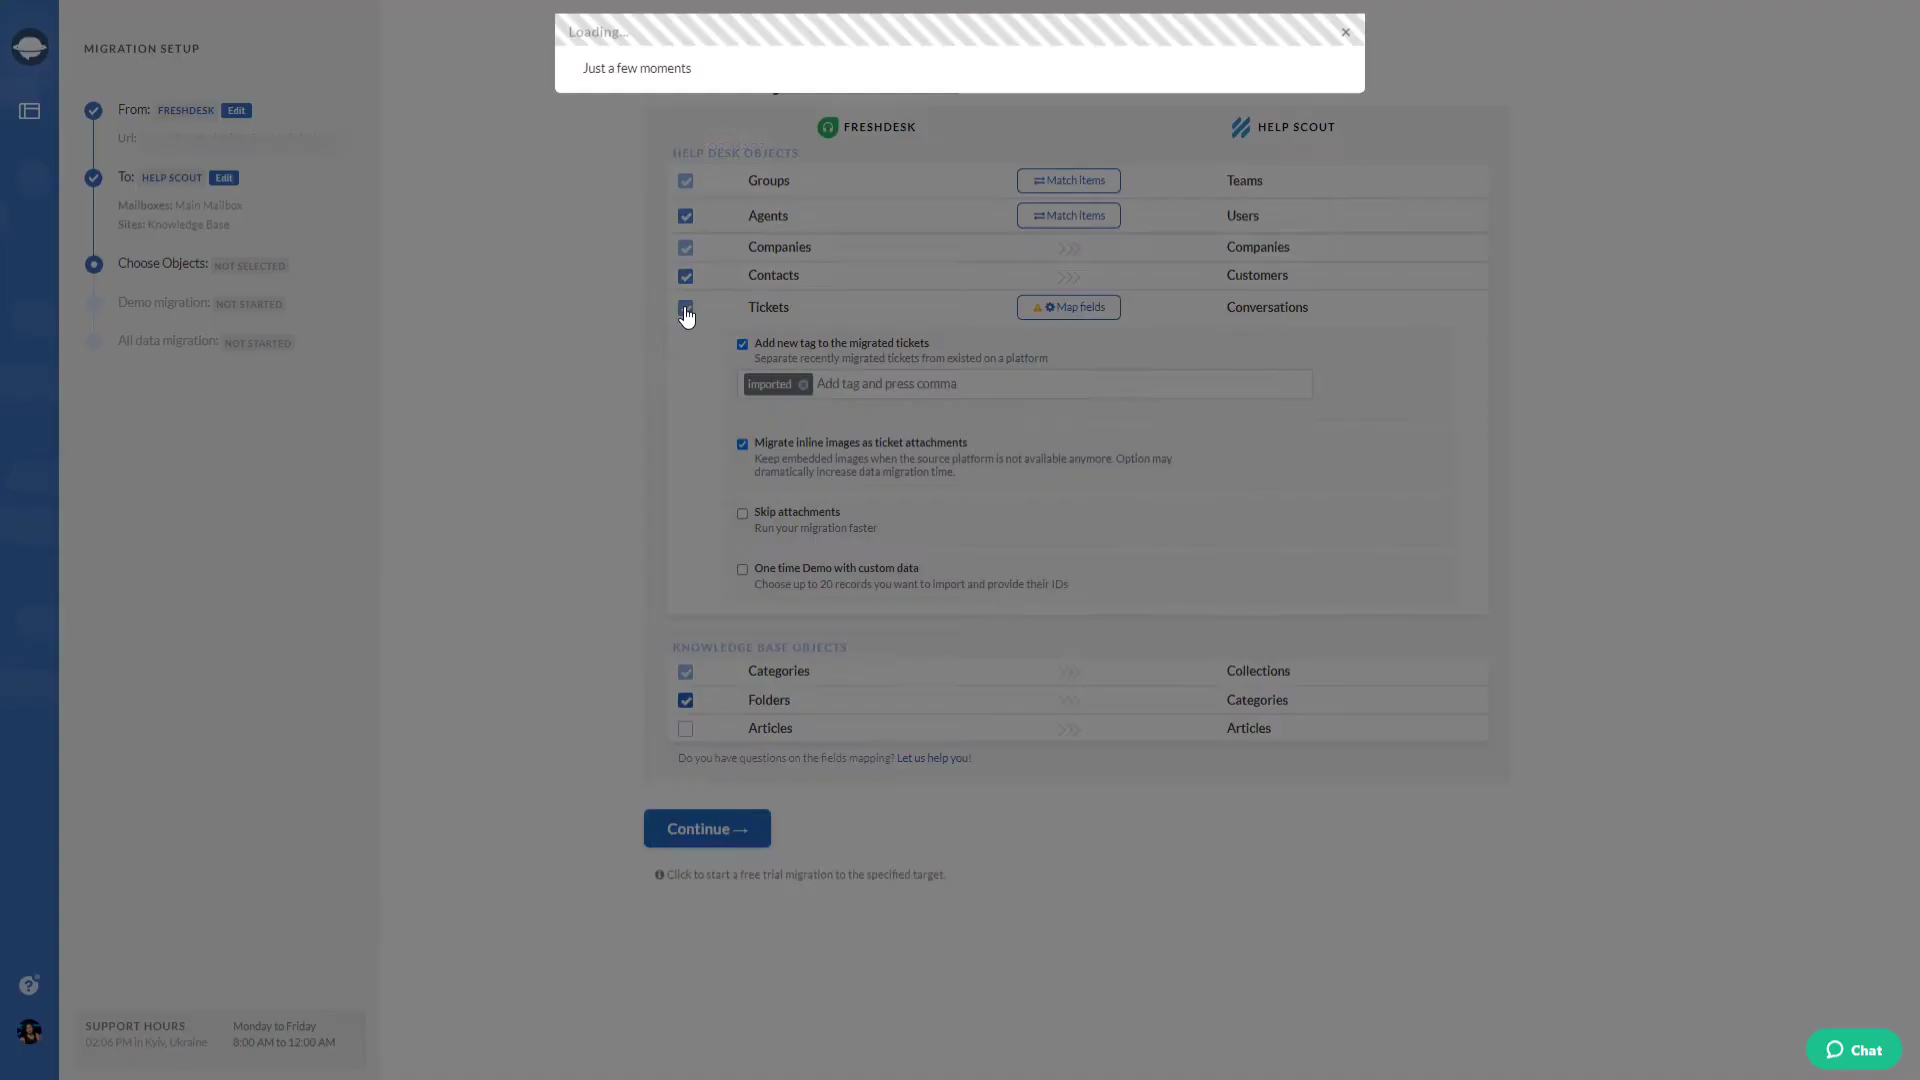 Loading...
×
Just a few moments
MIGRATION SETUP
From: FRESHDESK Edit
Url:
To: HELP SCOUT Edit
Mailboxes: Main Mailbox
Sites: Knowledge Base
Choose Objects: NOT SELECTED
Demo migration: NOT STARTED
All data migration: NOT STARTED
SUPPORT HOURS
02:06 PM in Kyiv, Ukraine
Monday to Friday
8:00 AM to 12:00 AM
FRESHDESK
HELP SCOUT
HELP DESK OBJECTS
Groups Match items Teams
Agents Match items Users
Companies Companies
Contacts Customers
Tickets Map fields Conversations
Add new tag to the migrated tickets
Separate recently migrated tickets from existed on a platform
imported Add tag and press comma
Migrate inline images as ticket attachments
Keep embedded images when the source platform is not available anymore. Option may
dramatically increase data migration time.
Skip attachments
Run your migration faster
One time Demo with custom data
Choose up to 20 records you want to import and provide their IDs
KNOWLEDGE BASE OBJECTS
Categories Collections
Folders Categories
Articles Articles
Do you have questions on the fields mapping? Let us help you!
Continue →
Click to start a free trial migration to the specified target.
Chat